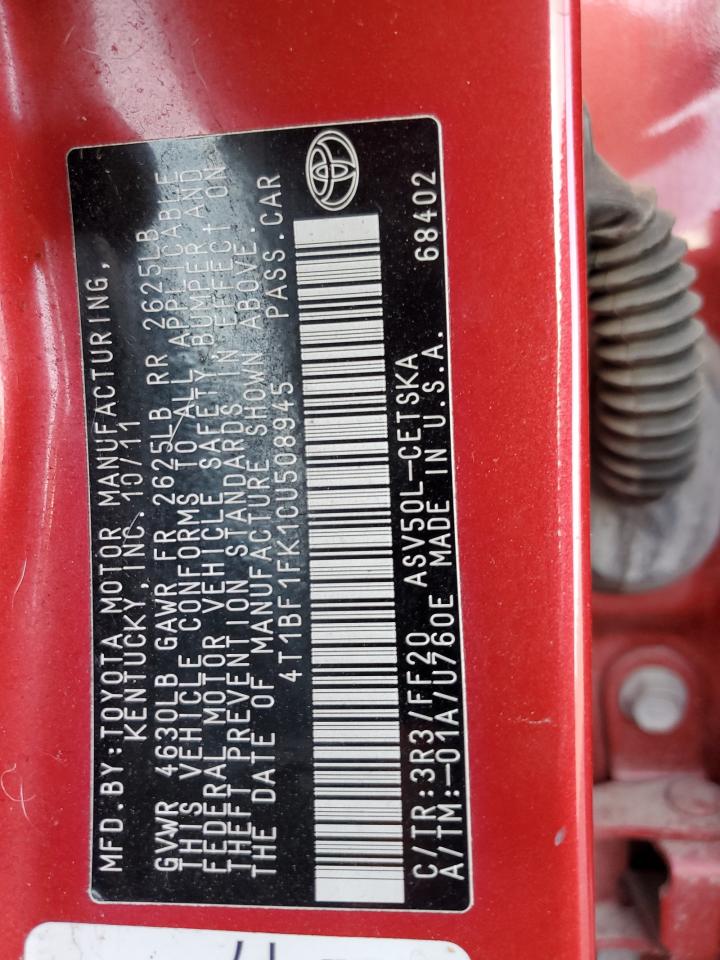 MFD.BY:TOYOTA MOTOR MANUFACTURING,
KENTUCKY, INC. 10/11
GVWR 4630LB GAWR FR 2625LB RR 2625LB
THIS VEHICLE CONFORMS TO ALL APPLICABLE
FEDERAL MOTOR VEHICLE SAFETY BUMPER AND
THEFT PREVENTION STANDARDS IN EFFECT ON
THE DATE OF MANUFACTURE SHOWN ABOVE.
4T1BF1FK1CU508945 PASS.CAR
C/TR:3R3/FF20 ASV50L-CETSKA 68402
A/TM:-01A/U760E MADE IN U.S.A.